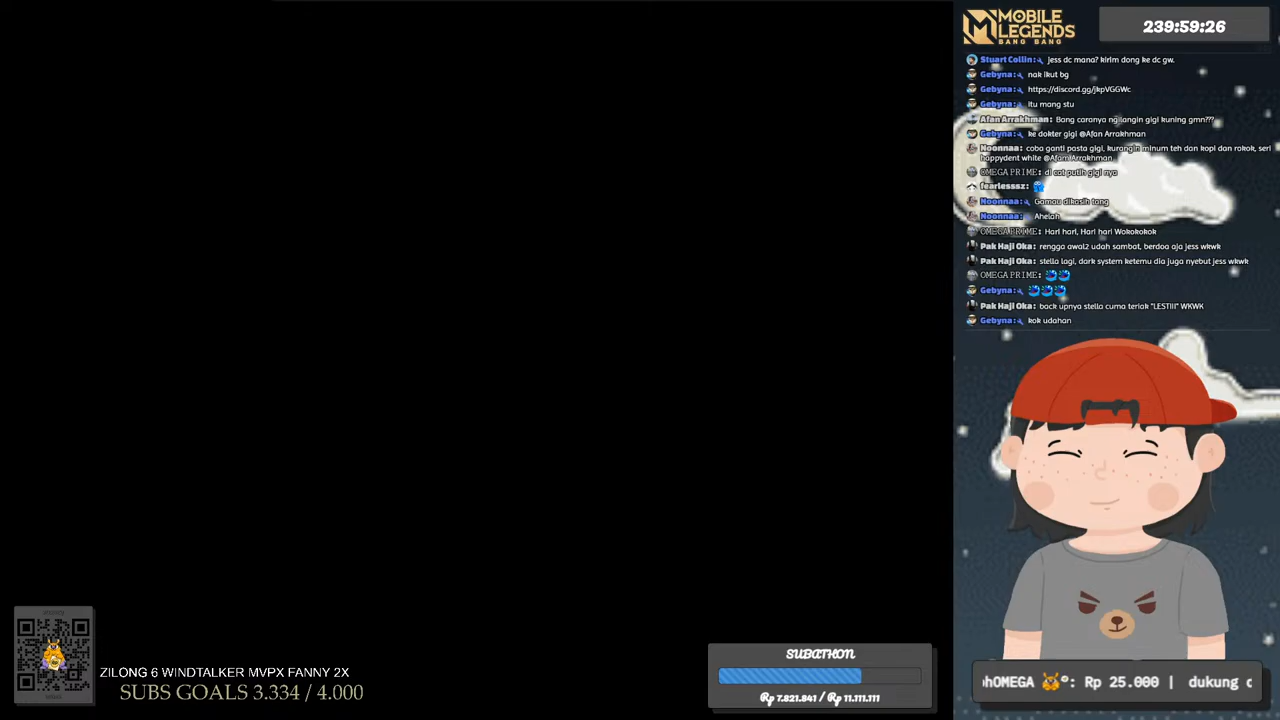 MOBILE
LEGENDS
BANG BANG
239:59:26
Stuart Collin: jess dc mana? kirim dong ke dc gw.
Gebyna: nak ikut bg
Gebyna: https://discord.gg/jkpVGGWc
Gebyna: Itu mang stu
Afan Arrakhman: Bang caranya ngilangin gigi kuning gmn???
Gebyna: ke dokter gigi @Afan Arrakhman
Noonnaa: coba ganti pasta gigi, kurangin minum teh dan kopi dan rokok, seri
happydent white @Afam Arrakhman
OMEGA PRIME: di cat putih gigi nya
fearlesssz:
Noonnaa: Gamau dikasih tang
Noonnaa: Ahelah
OMEGA PRIME: Hari hari, Hari hari Wokokokok
Pak Haji Oka: rengga awal2 udah sambat, berdoa aja jess wkwk
Pak Haji Oka: stella lagi, dark system ketemu dia juga nyebut jess wkwk
OMEGA PRIME:
Gebyna:
Pak Haji Oka: back upnya stella cuma teriok "LESTIII" WKWK
Gebyna: kok udahan
ZILONG 6 WINDTALKER MVPX FANNY 2X
SUBS GOALS 3.334 / 4.000
SUBATHON
Rp 7.821.841 / Rp 11.111.111
ohOMEGA : Rp 25.000 | dukung c